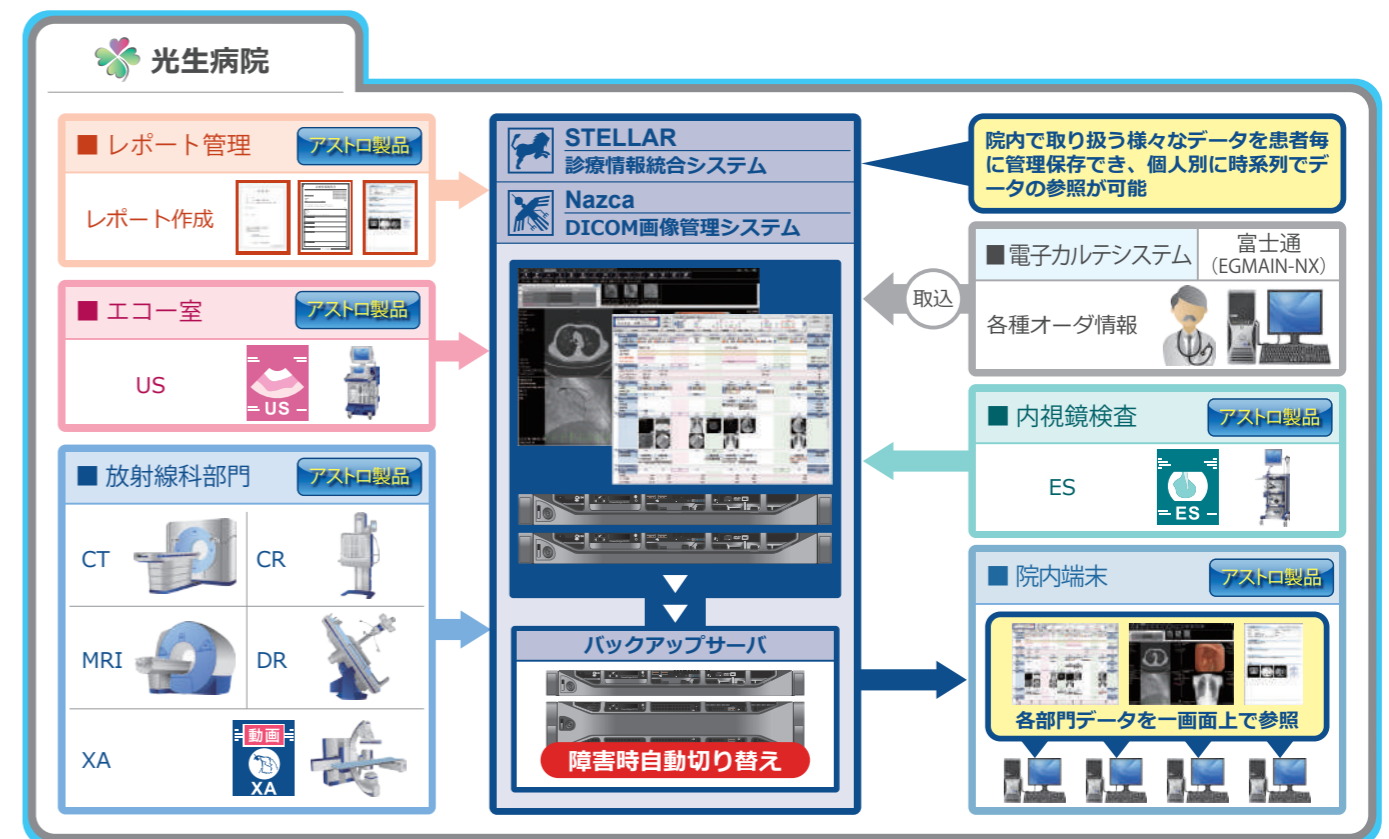 光生病院
■ レポート管理
アストロ製品
レポート作成
■ エコー室
アストロ製品
US
US
■ 放射線科部門
アストロ製品
CT
CR
MRI
DR
XA
動画
XA
STELLAR
診療情報統合システム
Nazca
DICOM画像管理システム
バックアップサーバ
障害時自動切り替え
院内で取り扱う様々なデータを患者毎
に管理保存でき、個人別に時系列でデ
ータの参照が可能
■電子カルテシステム
富士通
（EGMAIN-NX）
取込
各種オーダ情報
■ 内視鏡検査
アストロ製品
ES
ES
■ 院内端末
アストロ製品
各部門データを一画面上で参照